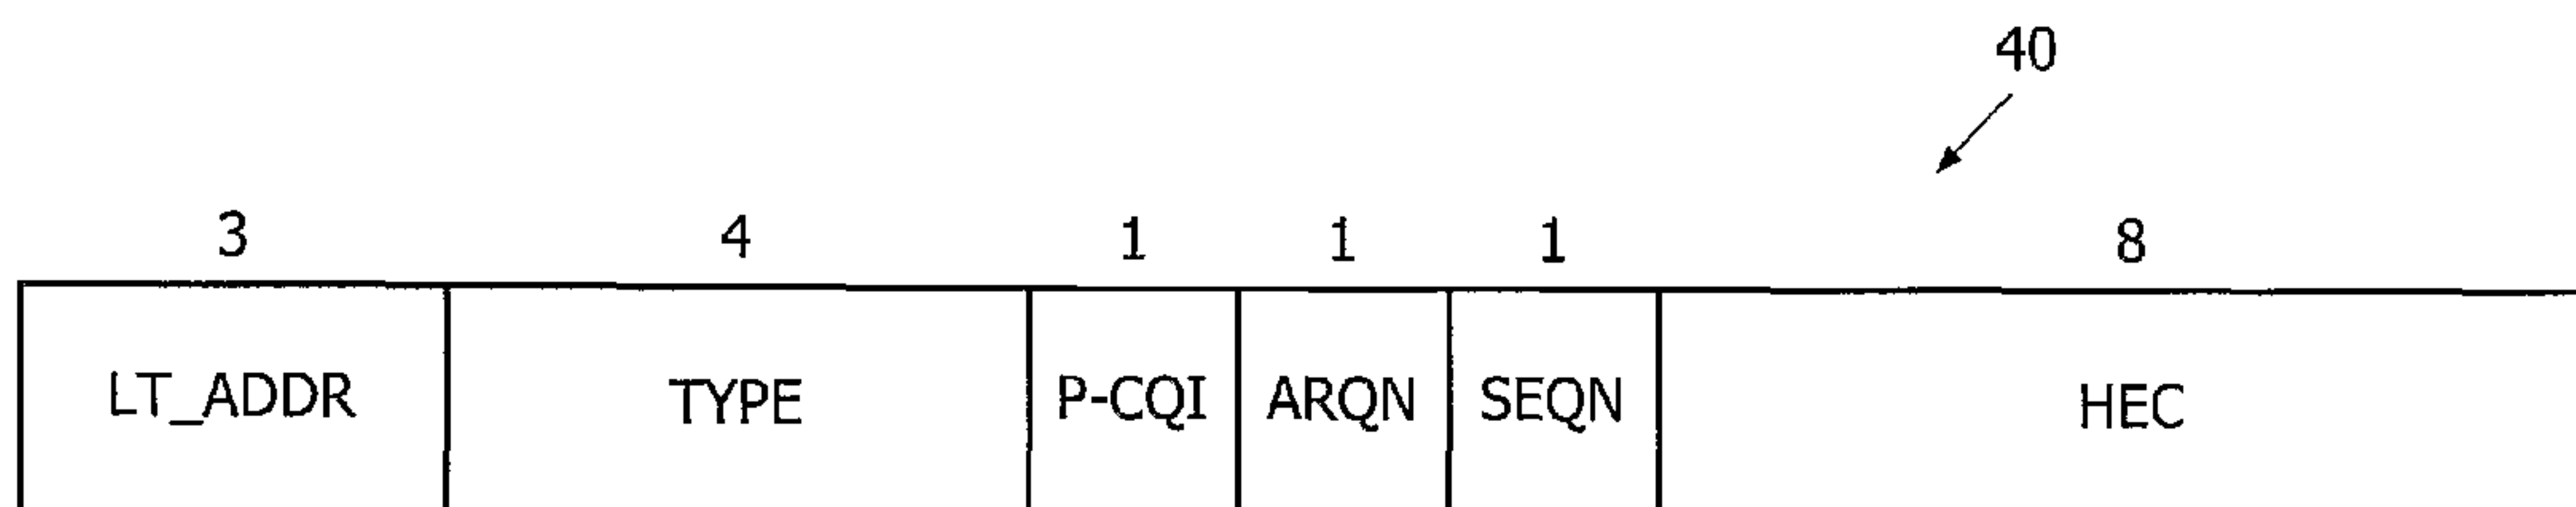 40
3 4 1 1 1 8
LT_ADDR TYPE P-CQI ARQN SEQN HEC